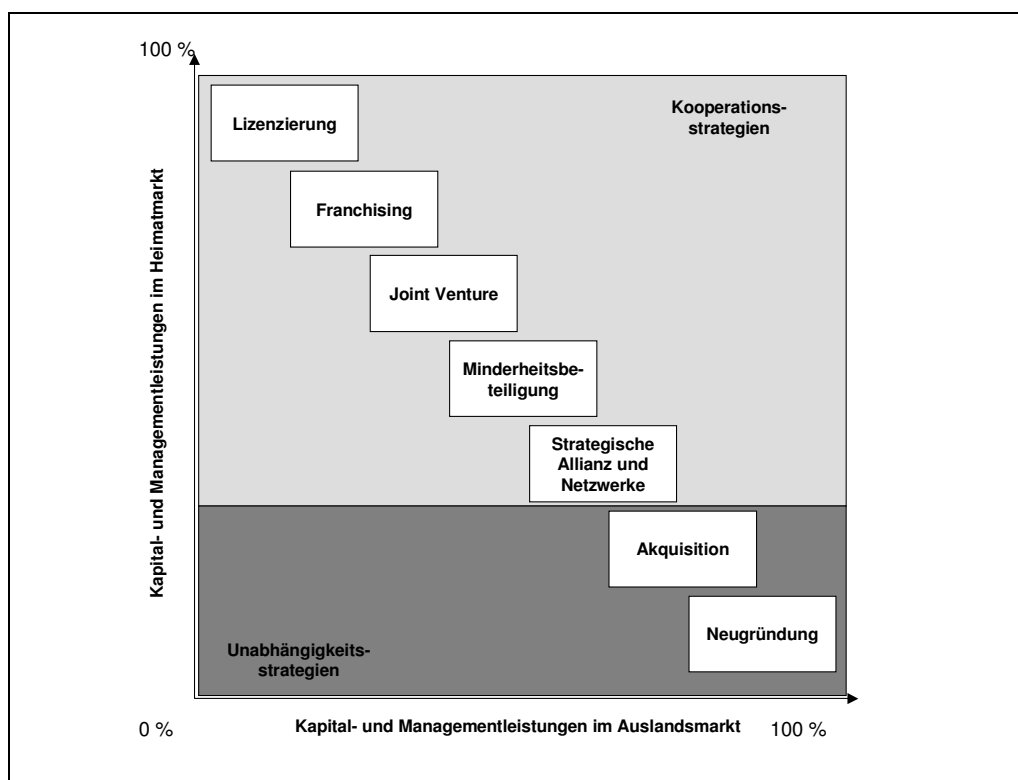 100 %
Kapital- und Managementleistungen im Heimatmarkt
Kooperations-
strategien
Lizenzierung
Franchising
Joint Venture
Minderheitsbe-
teiligung
Strategische
Allianz und
Netzwerke
Akquisition
Neugründung
Unabhängigkeits-
strategien
0 %
Kapital- und Managementleistungen im Auslandsmarkt
100 %